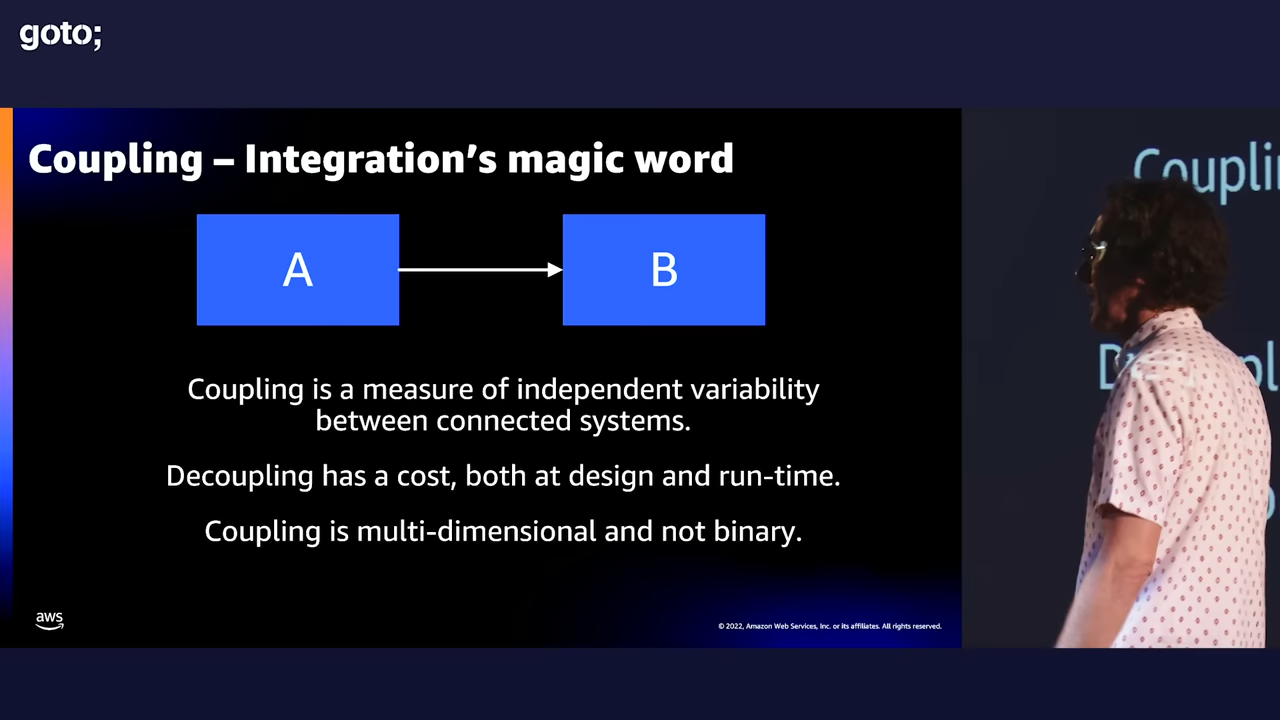 goto;
Coupling – Integration's magic word
A
B
Coupling is a measure of independent variability
between connected systems.
Decoupling has a cost, both at design and run-time.
Coupling is multi-dimensional and not binary.
aws
© 2022, Amazon Web Services, Inc. or its affiliates. All rights reserved.
Couplin